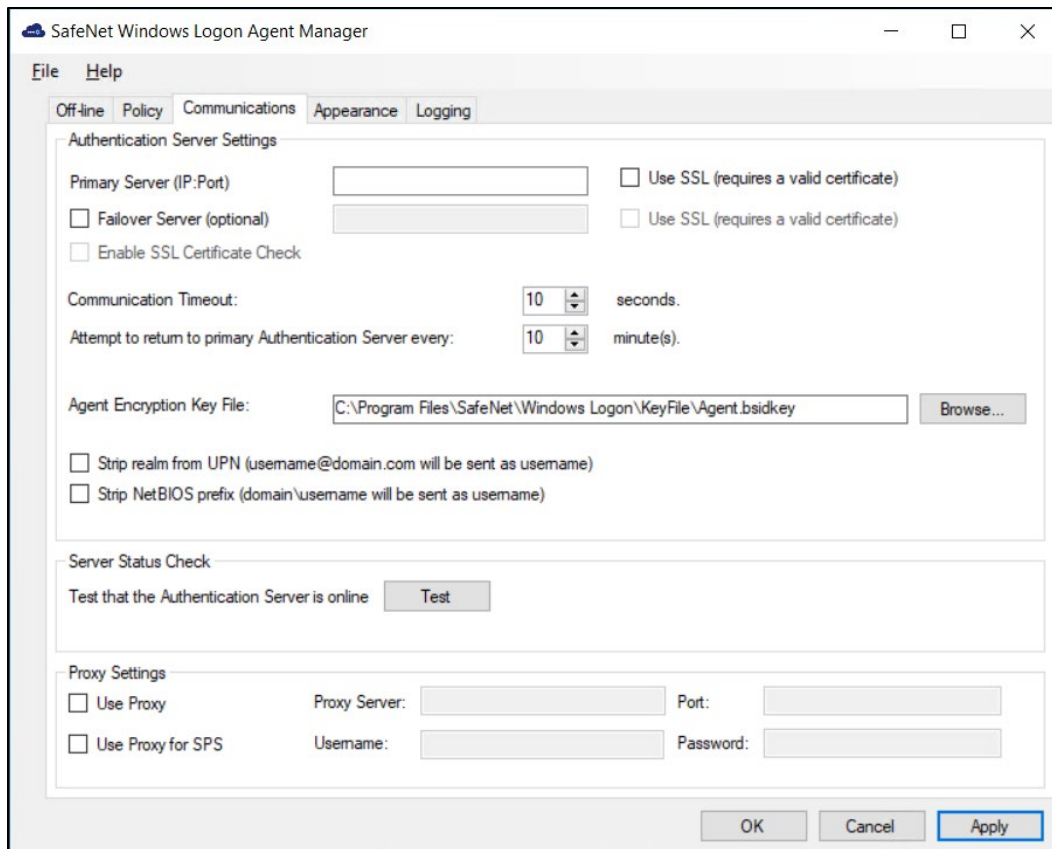 SafeNet Windows Logon Agent Manager
File Help
Off-line Policy Communications Appearance Logging
Authentication Server Settings
Primary Server (IP:Port) Use SSL (requires a valid certificate)
Failover Server (optional) Use SSL (requires a valid certificate)
Enable SSL Certificate Check
Communication Timeout: 10 seconds.
Attempt to return to primary Authentication Server every: 10 minute(s).
Agent Encryption Key File: C:\Program Files\SafeNet\Windows Logon\KeyFile\Agent.bsidkey Browse...
Strip realm from UPN (username@domain.com will be sent as username)
Strip NetBIOS prefix (domain\username will be sent as username)
Server Status Check
Test that the Authentication Server is online Test
Proxy Settings
Use Proxy Proxy Server: Port:
Use Proxy for SPS Username: Password:
OK Cancel Apply